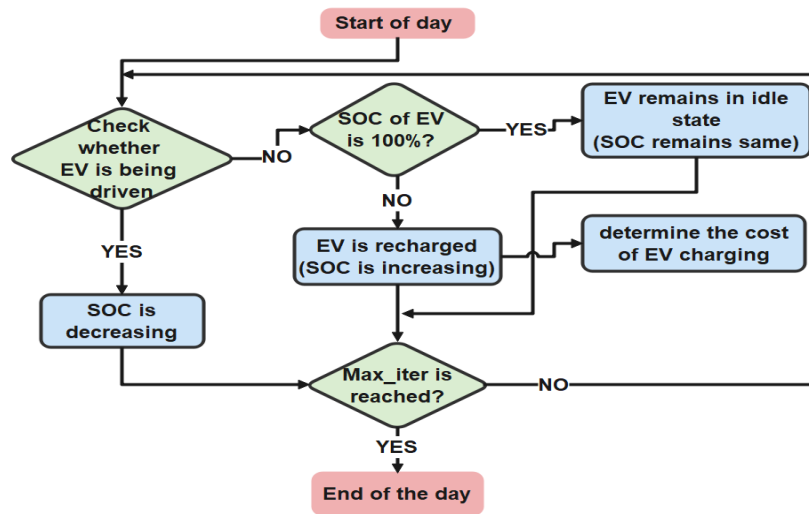 Start of day
Check
whether
EV is being
driven
NO
SOC of EV
is 100%?
YES
EV remains in idle
state
(SOC remains same)
NO
YES
EV is recharged
(SOC is increasing)
determine the cost
of EV charging
SOC is
decreasing
Max_iter is
reached?
NO
YES
End of the day